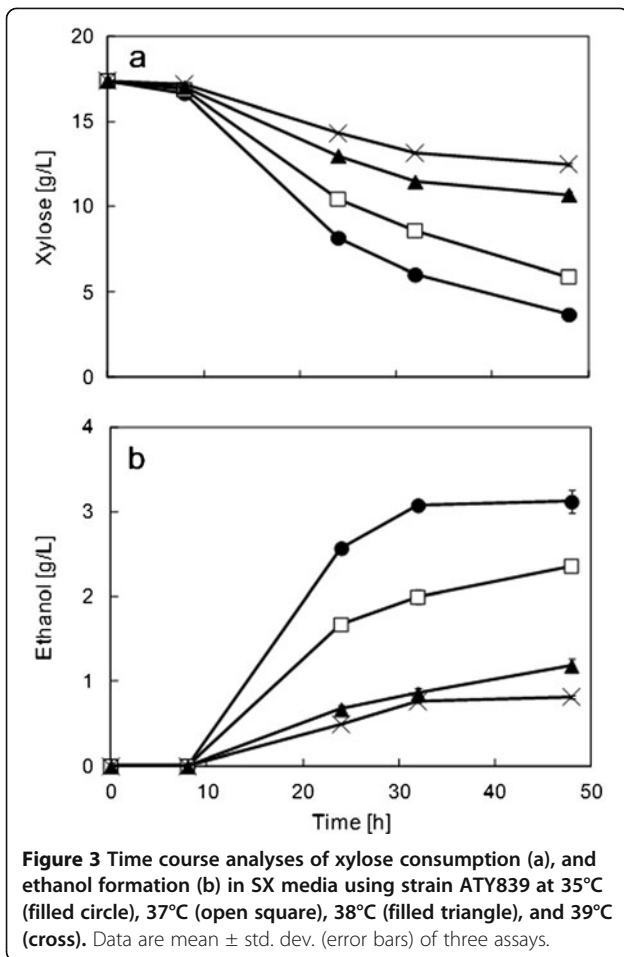 a
20
15
10
5
0
Xylose [g/L]
b
4
3
2
1
0
Ethanol [g/L]
0 10 20 30 40 50
Time [h]
Figure 3 Time course analyses of xylose consumption (a), and
ethanol formation (b) in SX media using strain ATY839 at 35°C
(filled circle), 37°C (open square), 38°C (filled triangle), and 39°C
(cross). Data are mean ± std. dev. (error bars) of three assays.